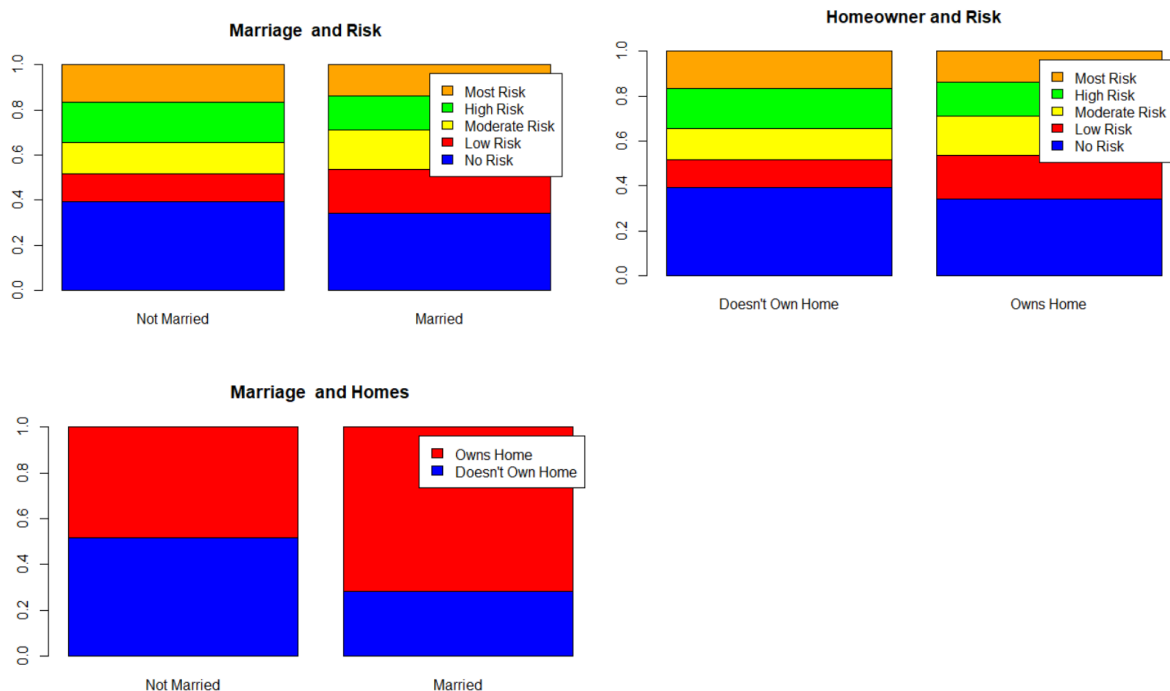 Marriage  and Risk
1.0
0.8
0.6
0.4
0.2
0.0
Most Risk
High Risk
Moderate Risk
Low Risk
No Risk
Not Married
Married
Homeowner and Risk
1.0
0.8
0.6
0.4
0.2
0.0
Most Risk
High Risk
Moderate Risk
Low Risk
No Risk
Doesn't Own Home
Owns Home
Marriage  and Homes
1.0
0.8
0.6
0.4
0.2
0.0
Owns Home
Doesn't Own Home
Not Married
Married